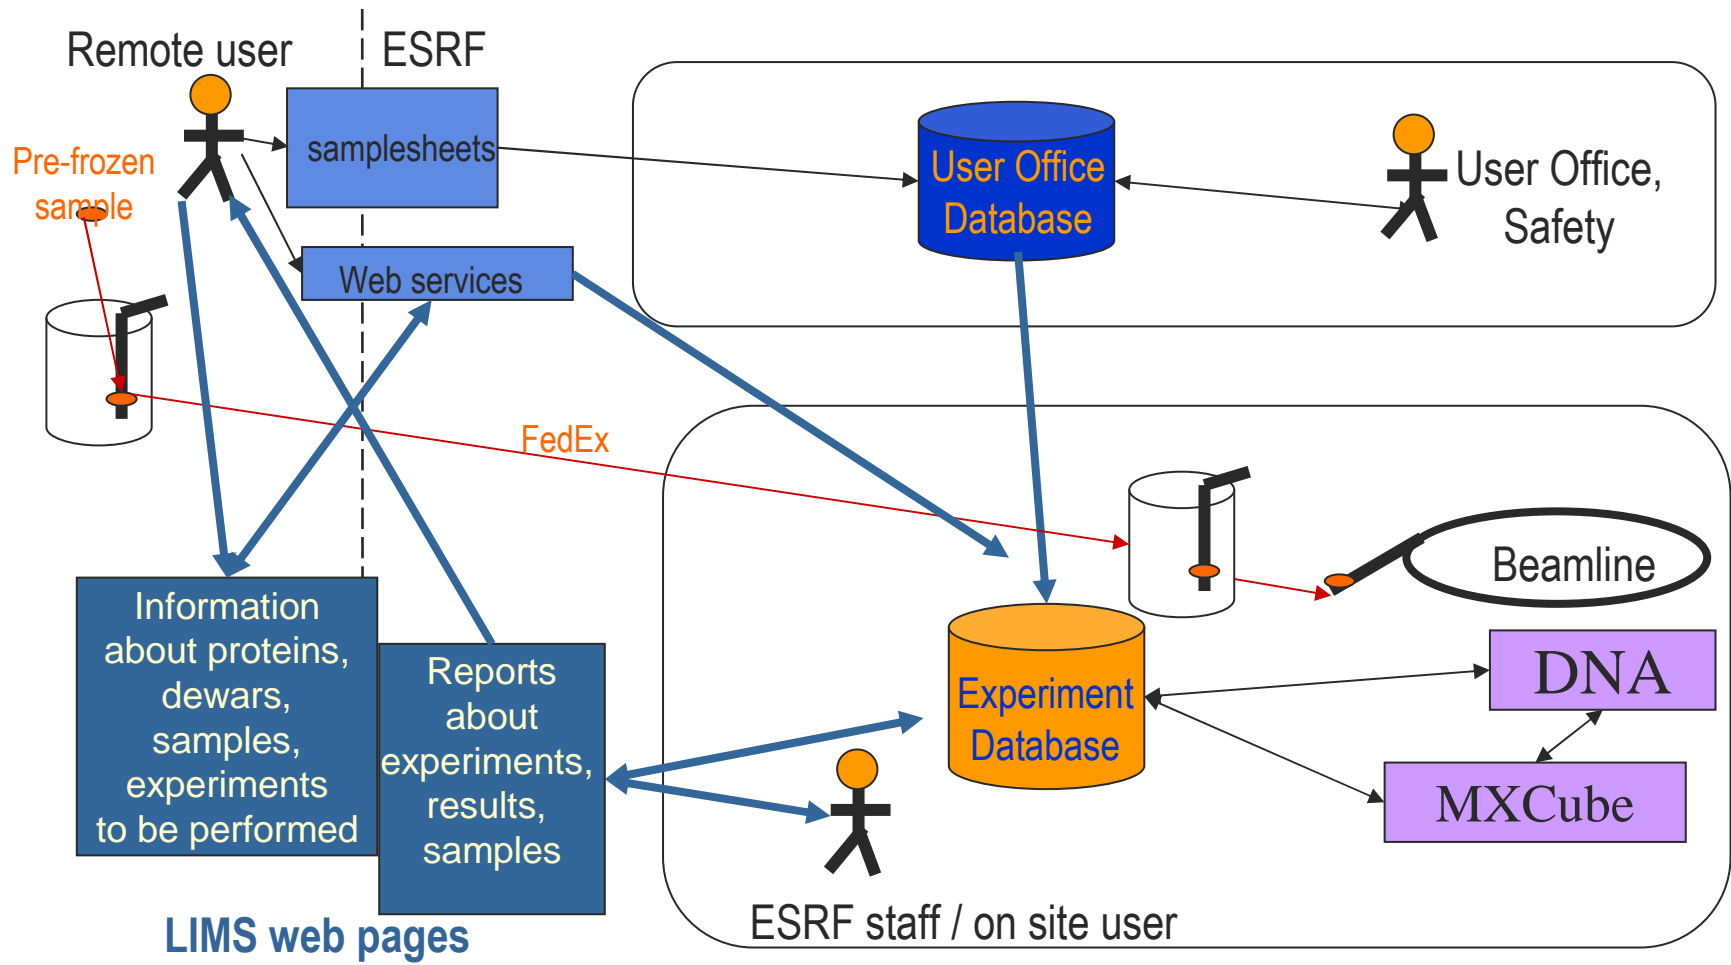 Remote user
ESRF
samplesheets
Pre-frozen
sample
Web services
User Office
Database
User Office,
Safety
FedEx
Beamline
Information
about proteins,
dewars,
samples,
experiments
to be performed
Reports
about
experiments,
results,
samples
Experiment
Database
DNA
MXCube
ESRF staff / on site user
LIMS web pages